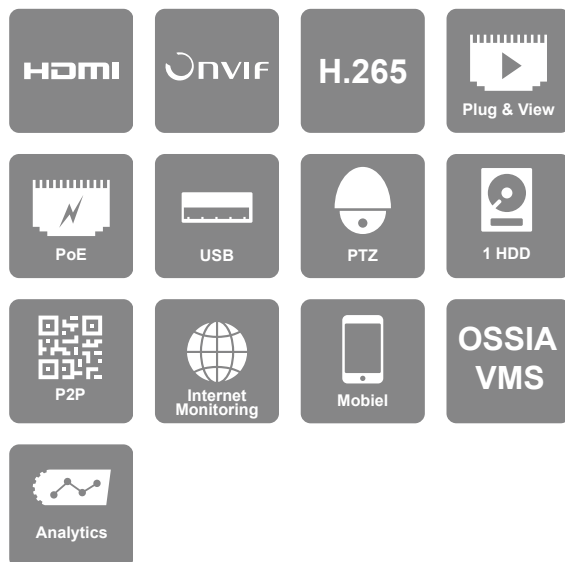 HDMI
ONVIF
H.265
Plug & View
PoE
USB
PTZ
1 HDD
P2P
Internet
Monitoring
Mobiel
OSSIA
VMS
Analytics